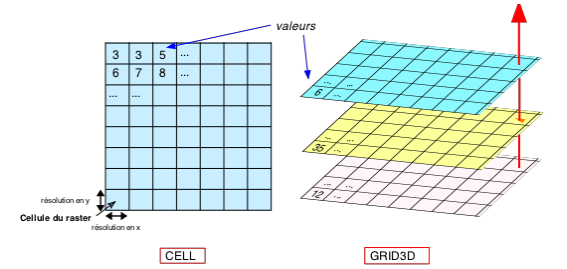 valeurs
3 3 5 ...
6 7 8 ...
... ...
... ...
6 ...
... ...
35 ...
... ...
12 ...
résolution en y
Cellule du raster
résolution en x
CELL
GRID3D